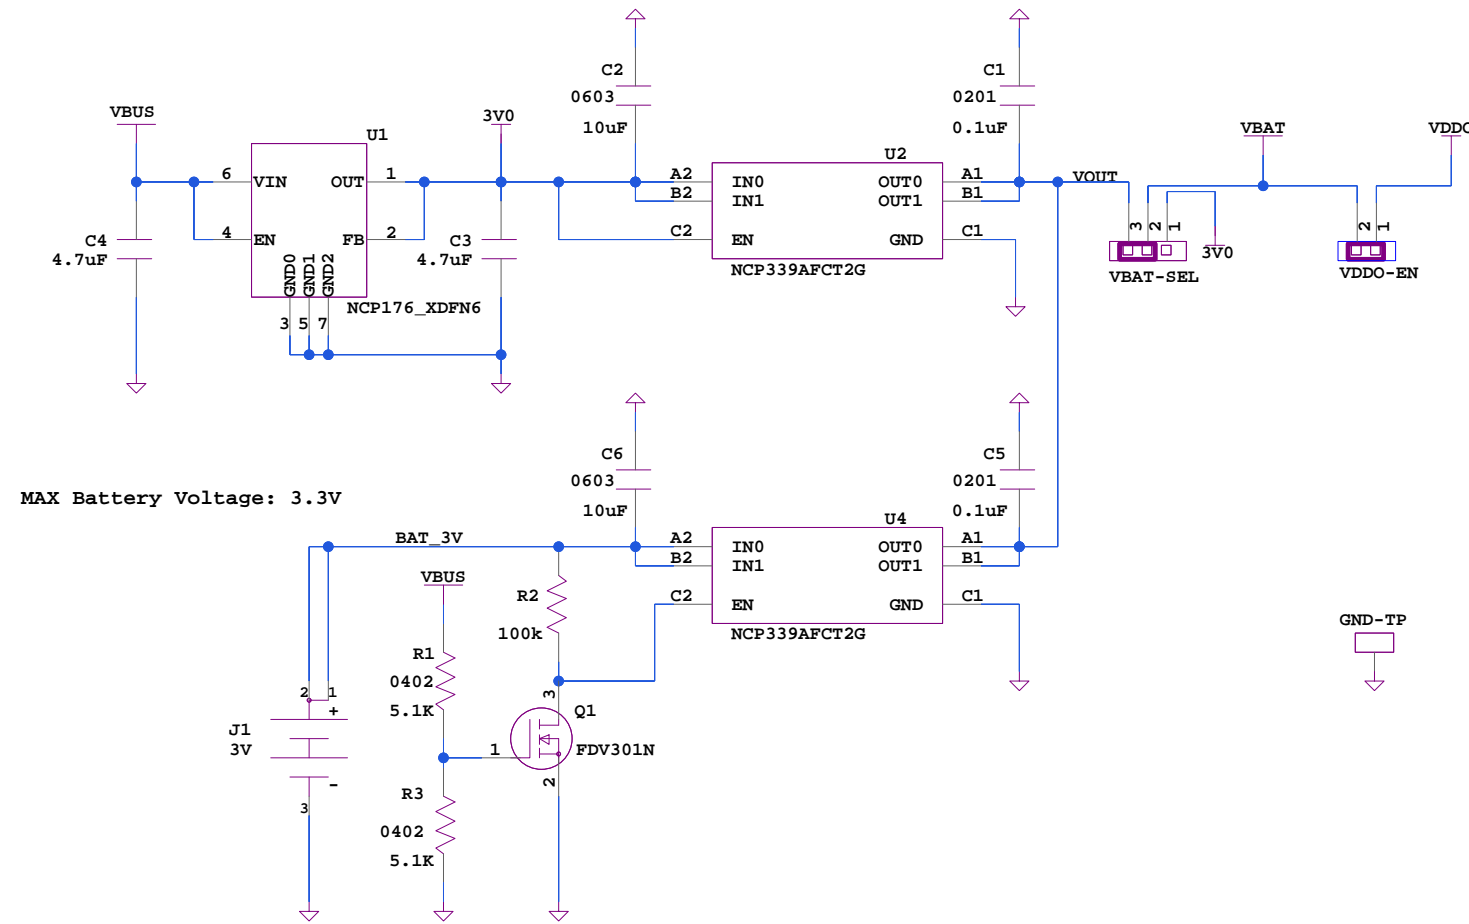 C2
0603
10uF
C1
0201
0.1uF
VBUS
3V0
U1
U2
VBAT
VDDO
6
VIN
OUT
1
4
EN
FB
2
GND0
GND1
GND2
3
5
7
NCP176_XDFN6
C4
4.7uF
C3
4.7uF
A2
B2
C2
IN0
IN1
EN
OUT0
OUT1
GND
A1
B1
C1
NCP339AFCT2G
VOUT
3
2
1
3V0
VBAT-SEL
2
1
VDDO-EN
MAX Battery Voltage: 3.3V
C6
0603
10uF
C5
0201
0.1uF
U4
BAT_3V
A2
B2
C2
IN0
IN1
EN
OUT0
OUT1
GND
A1
B1
C1
NCP339AFCT2G
VBUS
R2
100k
R1
0402
5.1K
2
1
+
J1
3V
-
3
3
Q1
1
FDV301N
2
R3
0402
5.1K
GND-TP